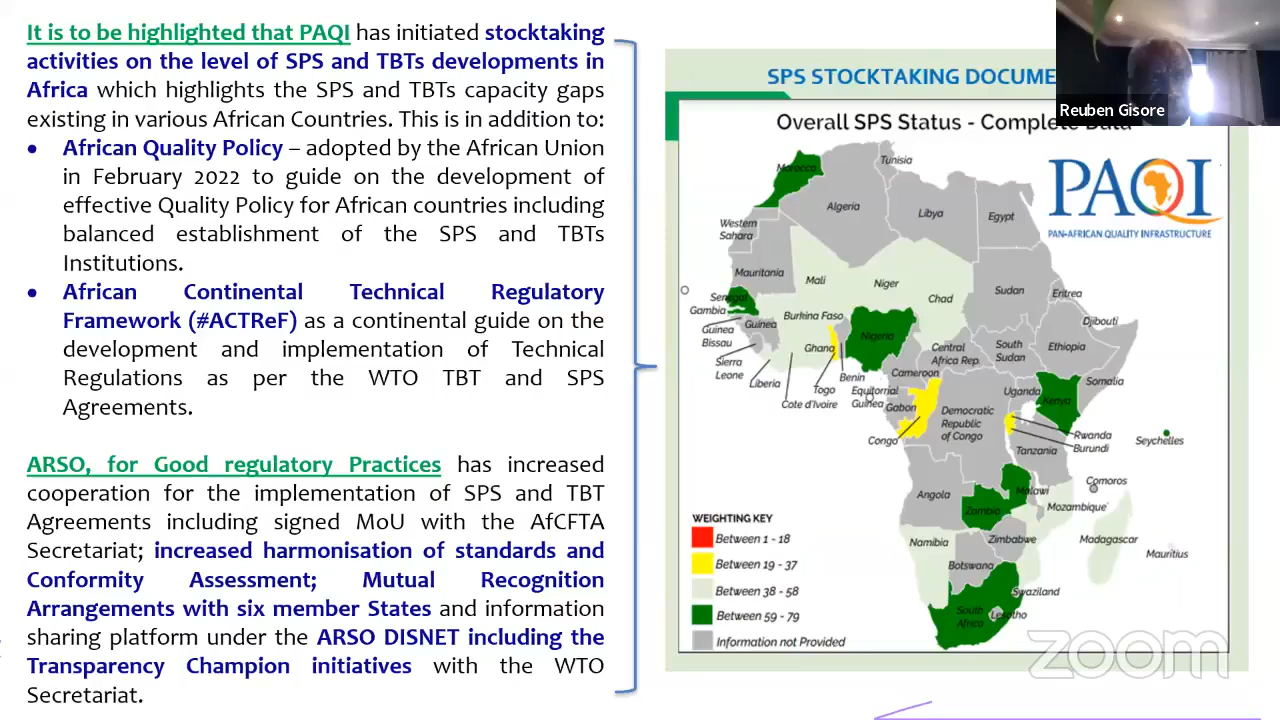 It is to be highlighted that PAQI has initiated stocktaking
activities on the level of SPS and TBTs developments in
Africa which highlights the SPS and TBTs capacity gaps
existing in various African Countries. This is in addition to:
• African Quality Policy – adopted by the African Union
in February 2022 to guide on the development of
effective Quality Policy for African countries including
balanced establishment of the SPS and TBTs
Institutions.
• African Continental Technical Regulatory
Framework (#ACTReF) as a continental guide on the
development and implementation of Technical
Regulations as per the WTO TBT and SPS
Agreements.
ARSO, for Good regulatory Practices has increased
cooperation for the implementation of SPS and TBT
Agreements including signed MoU with the AfCFTA
Secretariat; increased harmonisation of standards and
Conformity Assessment; Mutual Recognition
Arrangements with six member States and information
sharing platform under the ARSO DISNET including the
Transparency Champion initiatives with the WTO
Secretariat.
SPS STOCKTAKING DOCUME
Reuben Gisore
Overall SPS Status - Complete Data
PAQI
PAN-AFRICAN QUALITY INFRASTRUCTURE
Morocco
Tunisia
Algeria
Libya
Egypt
Western
Sahara
Mauritania
Mali
Niger
Chad
Sudan
Eritrea
Djibouti
Senegal
Gambia
Guinea
Bissau
Guinea
Sierra
Leone
Liberia
Burkina Faso
Ghana
Togo
Benin
Cote d'Ivoire
Nigeria
Cameroon
Central
Africa Rep.
South
Sudan
Ethiopia
Somalia
Equitorial
Guinea
Gabon
Congo
Democratic
Republic
of Congo
Uganda
Kenya
Rwanda
Burundi
Tanzania
Seychelles
Comoros
Angola
Zambia
Malawi
Mozambique
Madagascar
Mauritius
Namibia
Zimbabwe
Botswana
Swaziland
South
Africa
Lesotho
WEIGHTING KEY
Between 1 - 18
Between 19 - 37
Between 38 - 58
Between 59 - 79
Information not Provided
zoom